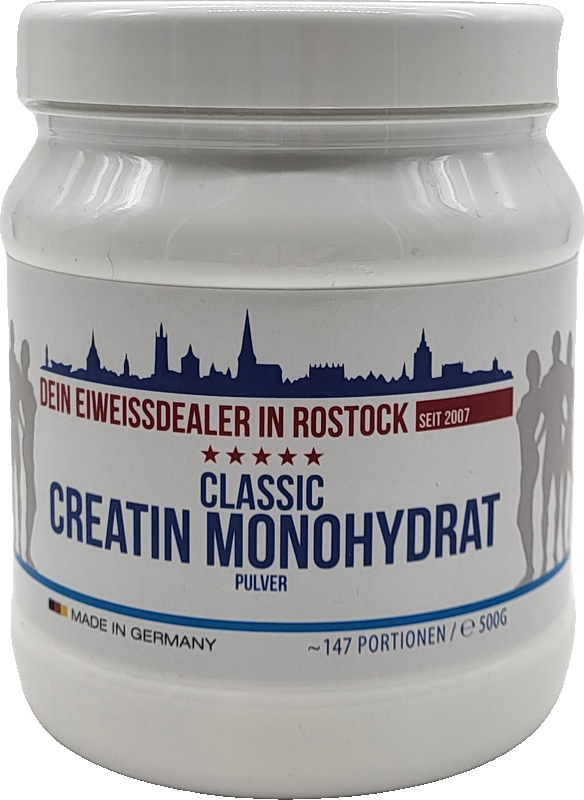 DEIN EIWEISSDEALER IN ROSTOCK SEIT 2007
CLASSIC
CREATIN MONOHYDRAT
PULVER
MADE IN GERMANY
~147 PORTIONEN / ℮ 500G